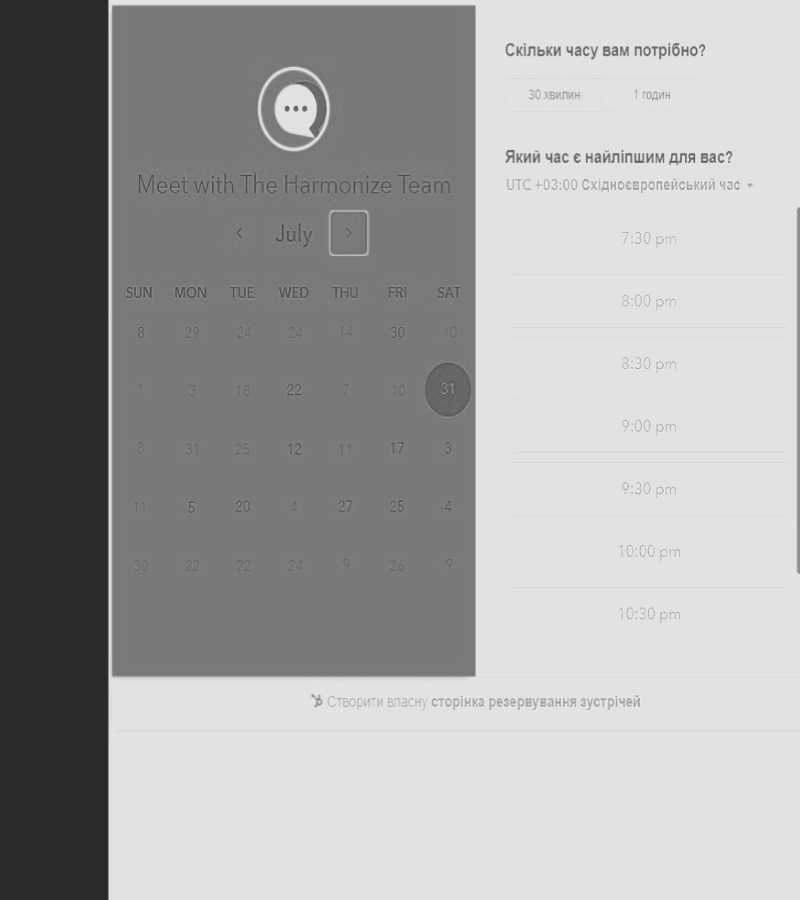 Meet with The Harmonize Team
July
SUN MON TUE WED THU FRI SAT
8 29 24 24 14 30 10
1 3 18 22 7 10 31
8 31 25 12 11 17 3
11 5 20 4 27 25 4
30 22 22 24 9 26 9
Скільки часу вам потрібно?
30 хвилин 1 годин
Який час є найліпшим для вас?
UTC +03:00 Східноєвропейський час
7:30 pm
8:00 pm
8:30 pm
9:00 pm
9:30 pm
10:00 pm
10:30 pm
Створити власну сторінка резервування зустрічей